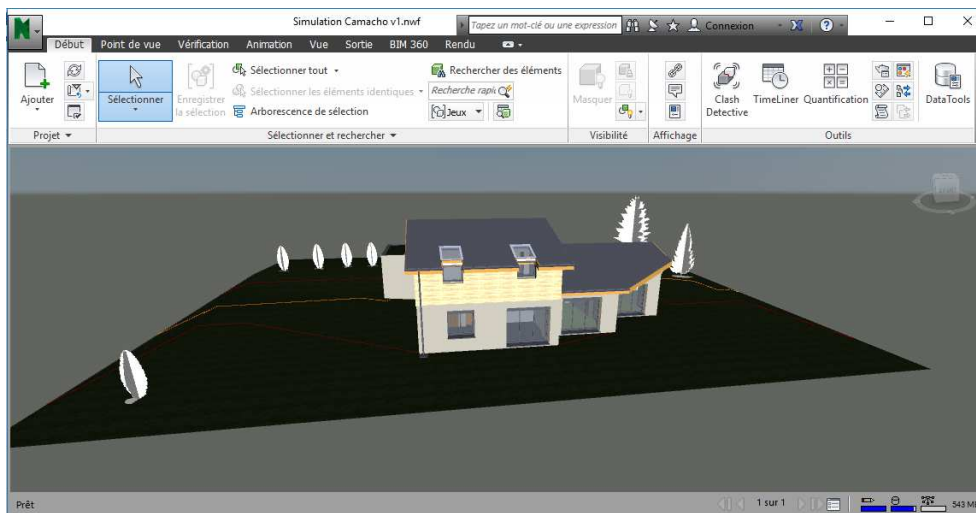 Simulation Camacho v1.nwf
Tapez un mot-clé ou une expression
Connexion
Début Point de vue Vérification Animation Vue Sortie BIM 360 Rendu
Ajouter
Sélectionner
Enregistrer la sélection
Sélectionner tout
Sélectionner les éléments identiques
Arborescence de sélection
Rechercher des éléments
Recherche rapi
Jeux
Masquer
Clash Detective
TimeLiner
Quantification
DataTools
Projet
Sélectionner et rechercher
Visibilité
Affichage
Outils
Prêt
1 sur 1
543 M